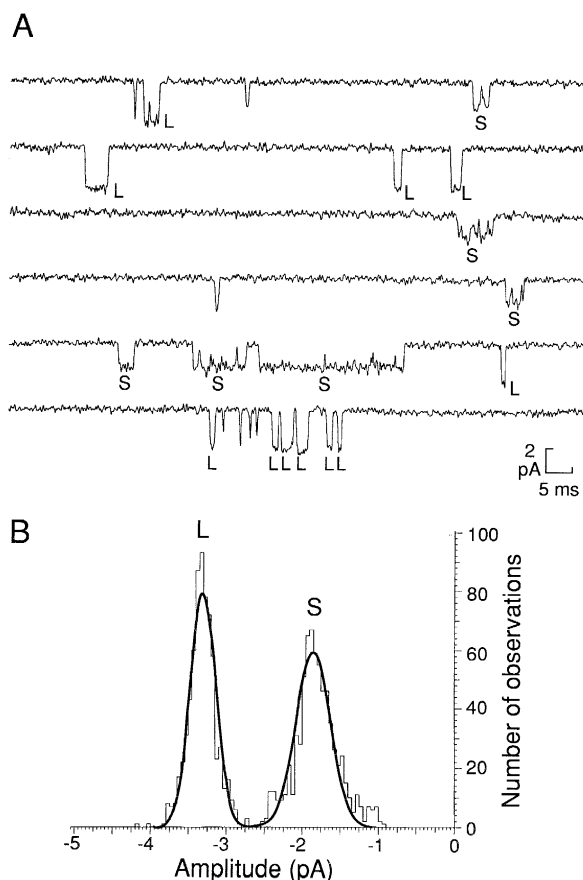 A
L
S
L
L
L
S
S
S
S
S
L
L
L L L L L
2
pA
5 ms
B
L
S
100
80
60
40
20
0
Number of observations
-5 -4 -3 -2 -1 0
Amplitude (pA)